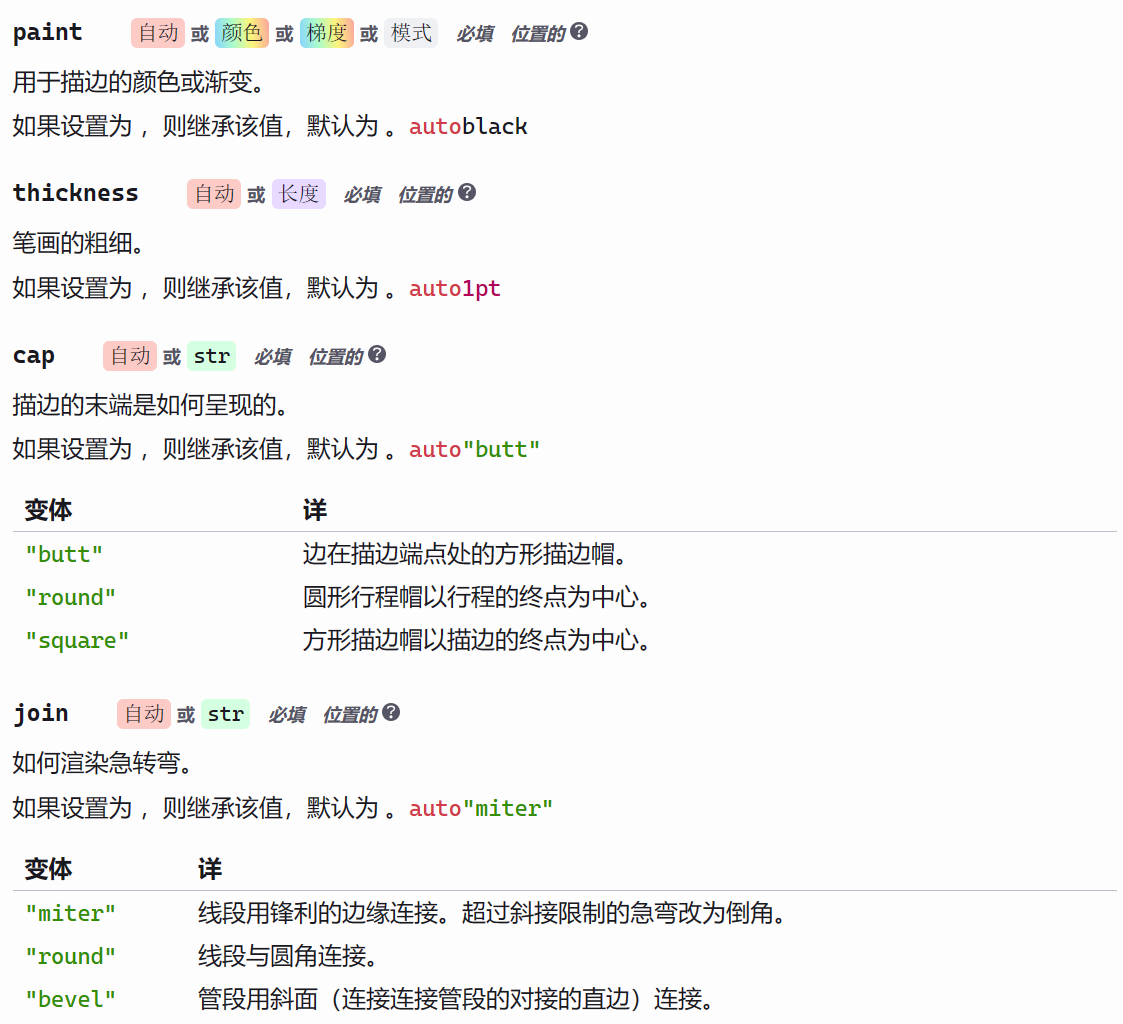 paint 自动 或 颜色 或 梯度 或 模式 必填 位置的 ?
用于描边的颜色或渐变。
如果设置为 ，则继承该值，默认为 。autoblack
thickness 自动 或 长度 必填 位置的 ?
笔画的粗细。
如果设置为 ，则继承该值，默认为 。auto1pt
cap 自动 或 str 必填 位置的 ?
描边的末端是如何呈现的。
如果设置为 ，则继承该值，默认为 。auto"butt"
变体 详
"butt" 边在描边端点处的方形描边帽。
"round" 圆形行程帽以行程的终点为中心。
"square" 方形描边帽以描边的终点为中心。
join 自动 或 str 必填 位置的 ?
如何渲染急转弯。
如果设置为 ，则继承该值，默认为 。auto"miter"
变体 详
"miter" 线段用锋利的边缘连接。超过斜接限制的急弯改为倒角。
"round" 线段与圆角连接。
"bevel" 管段用斜面（连接连接管段的对接的直边）连接。